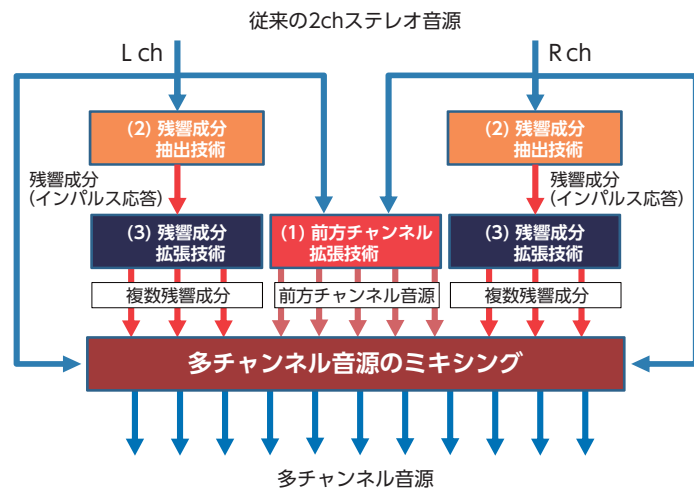 従来の2chステレオ音源
L ch
R ch
(2) 残響成分
抽出技術
(2) 残響成分
抽出技術
残響成分
(インパルス応答)
残響成分
(インパルス応答)
(3) 残響成分
拡張技術
(1) 前方チャンネル
拡張技術
(3) 残響成分
拡張技術
複数残響成分
前方チャンネル音源
複数残響成分
多チャンネル音源のミキシング
多チャンネル音源